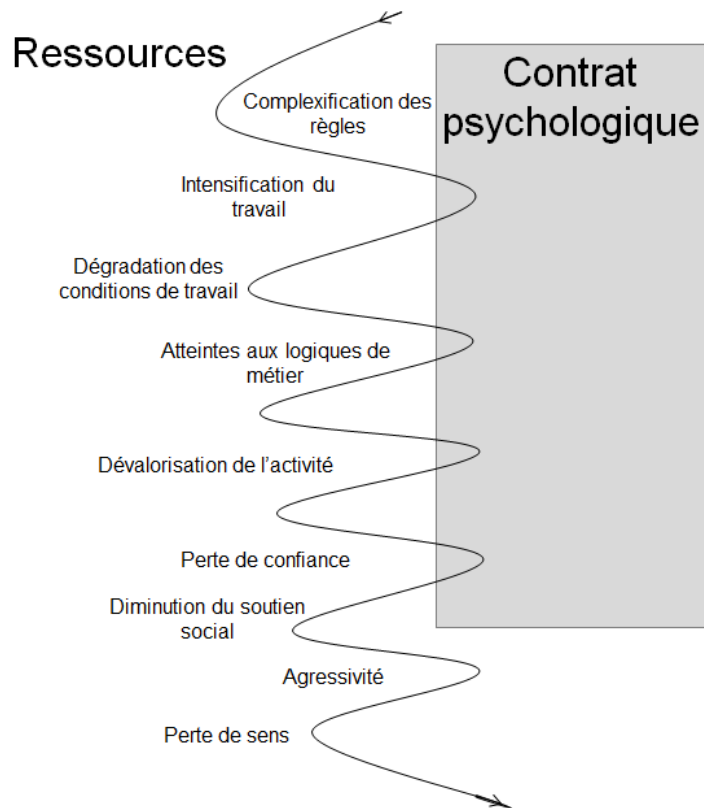 Ressources
Contrat
psychologique
Complexification des
règles
Intensification du
travail
Dégradation des
conditions de travail
Atteintes aux logiques de
métier
Dévalorisation de l’activité
Perte de confiance
Diminution du soutien
social
Agressivité
Perte de sens